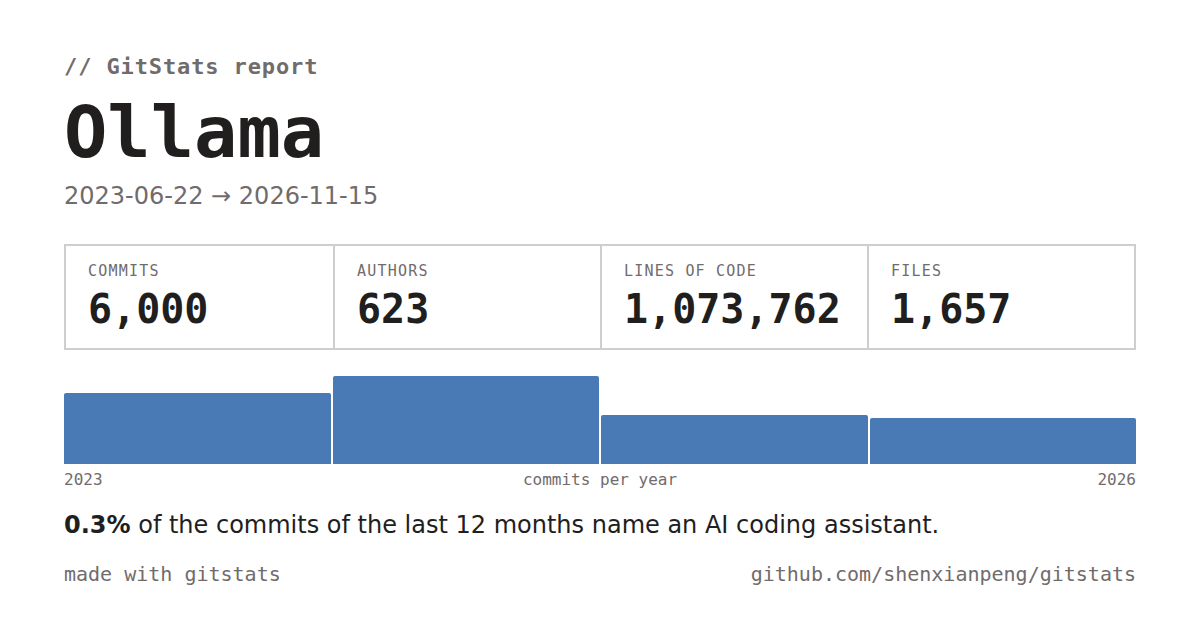 // GitStats report
Ollama
2023-06-22 → 2026-11-15
COMMITS AUTHORS LINES OF CODE FILES
6,000 623 1,073,762 1,657
2023 commits per year 2026
0.3% of the commits of the last 12 months name an AI coding assistant.
made with gitstats github.com/shenxianpeng/gitstats